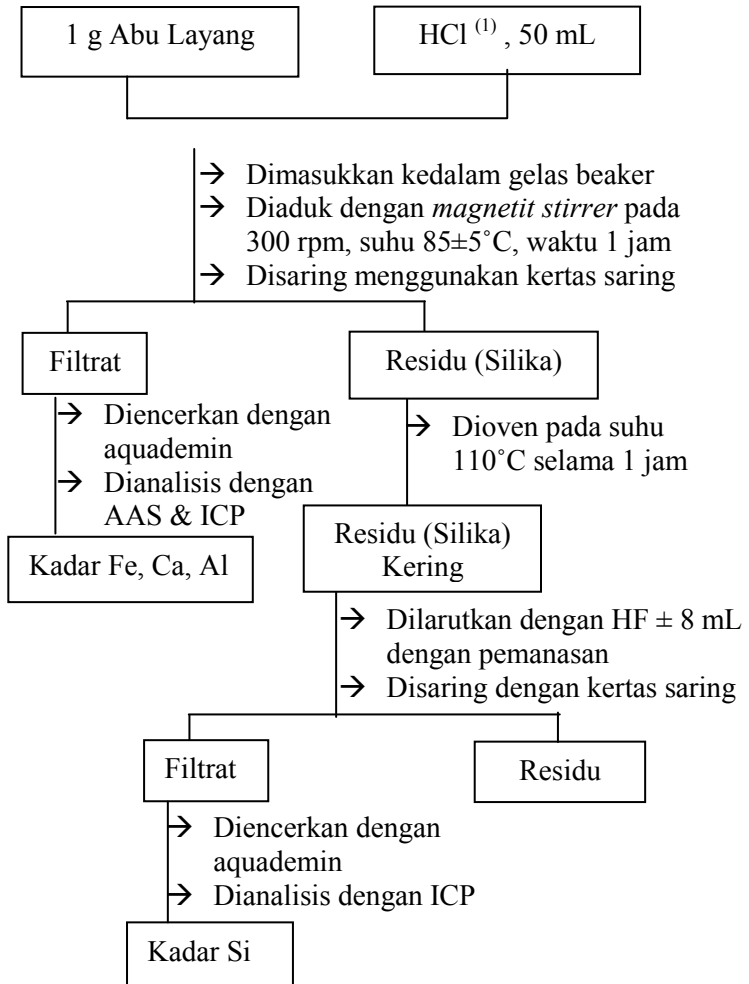 1 g Abu Layang
HCl (1) , 50 mL
→ Dimasukkan kedalam gelas beaker
→ Diaduk dengan magnetit stirrer pada
300 rpm, suhu 85±5˚C, waktu 1 jam
→ Disaring menggunakan kertas saring
Filtrat
Residu (Silika)
→ Diencerkan dengan
aquademin
→ Dianalisis dengan
AAS & ICP
→ Dioven pada suhu
110˚C selama 1 jam
Kadar Fe, Ca, Al
Residu (Silika)
Kering
→ Dilarutkan dengan HF ± 8 mL
dengan pemanasan
→ Disaring dengan kertas saring
Filtrat
Residu
→ Diencerkan dengan
aquademin
→ Dianalisis dengan ICP
Kadar Si